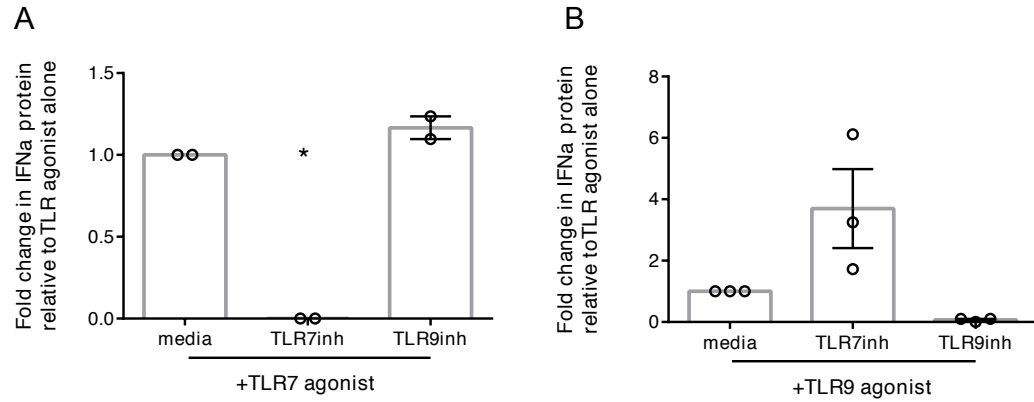 A
Fold change in IFNa protein
relative toTLR agonist alone
1.5
1.0
0.5
0.0
*
media TLR7inh TLR9inh
+TLR7 agonist
B
Fold change in IFNa protein
relative toTLR agonist alone
8
6
4
2
0
media TLR7inh TLR9inh
+TLR9 agonist